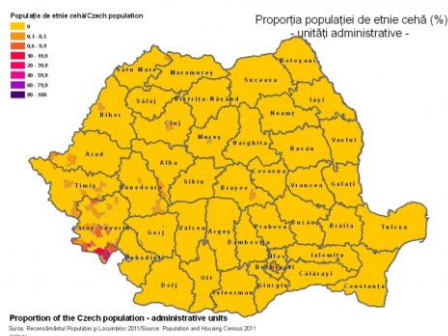 Populaţie de etnie cehă/Czech population
0
0,1 - 0,5
0,6 - 9,9
10 - 19,9
20 - 39,9
40 - 59,9
60 - 79,9
80 - 100
Proporţia populaţiei de etnie cehă (%)
- unităţi administrative -
Botoşani
Satu Mare
Maramureş
Suceava
Bistriţa-Năsăud
Sălaj
Iaşi
Bihor
Neamţ
Cluj
Mureş
Harghita
Bacău
Vaslui
Arad
Alba
Covasna
Timiş
Hunedoara
Sibiu
Braşov
Vrancea
Galaţi
Caraş-Severin
Gorj
Vâlcea
Argeş
Prahova
Buzău
Brăila
Tulcea
Dâmboviţa
Mehedinţi
Ilfov
Ialomiţa
Bucureşti
Olt
Călăraşi
Dolj
Giurgiu
Constanţa
Teleorman
Proportion of the Czech population - administrative units
Sursa: Recensământul Populaţiei şi Locuinţelor 2011/Source: Population and Housing Census 2011